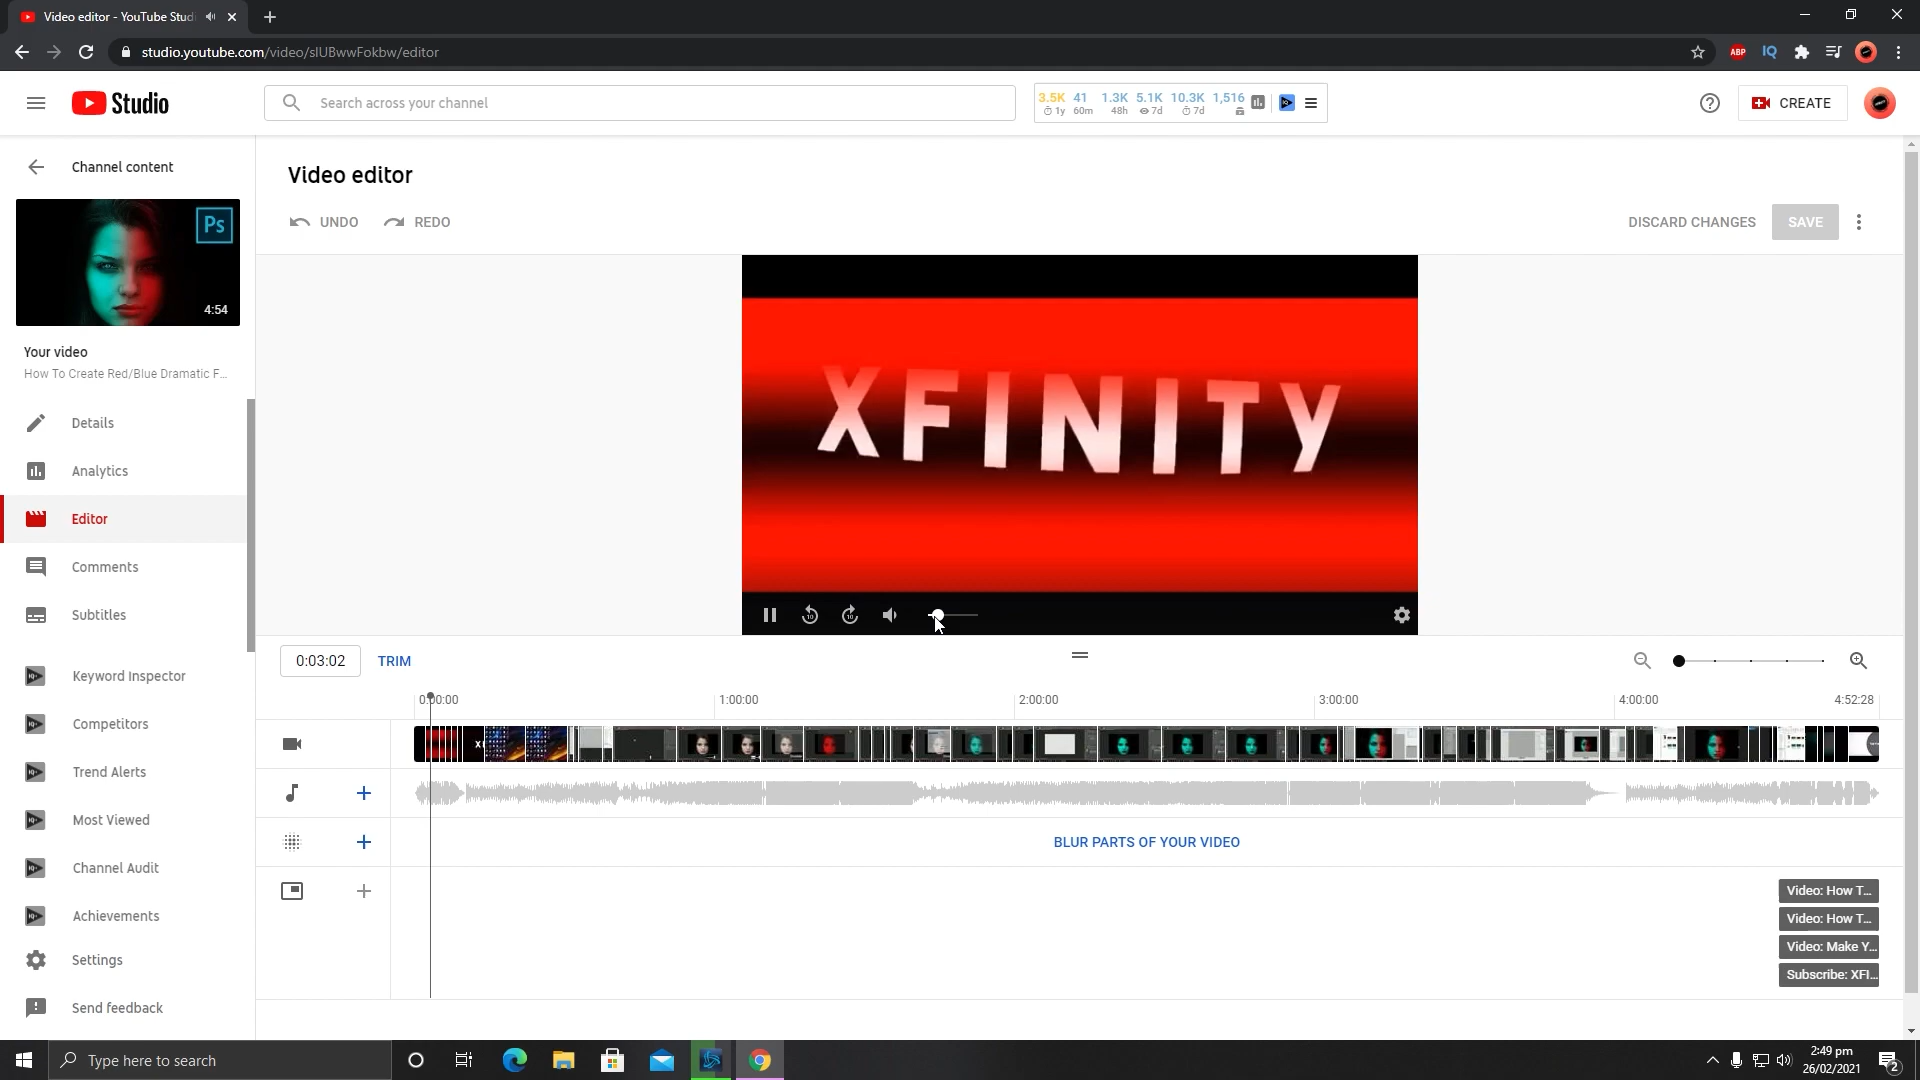 Video editor - YouTube Stud
studio.youtube.com/video/slUBwwFokbw/editor
ABP
IQ
Studio
Search across your channel
3.5K 41 1.3K 5.1K 10.3K 1,516
1y 60m 48h 7d 7d
CREATE
Channel content
Ps
4:54
Your video
How To Create Red/Blue Dramatic F...
Details
Analytics
Editor
Comments
Subtitles
Keyword Inspector
Competitors
Trend Alerts
Most Viewed
Channel Audit
Achievements
Settings
Send feedback
Video editor
UNDO REDO
DISCARD CHANGES SAVE
XFINITY
10 10
0:03:02 TRIM
0:00:00 1:00:00 2:00:00 3:00:00 4:00:00 4:52:28
BLUR PARTS OF YOUR VIDEO
Video: How T...
Video: How T...
Video: Make Y...
Subscribe: XFI...
Type here to search
2:49 pm
26/02/2021
2